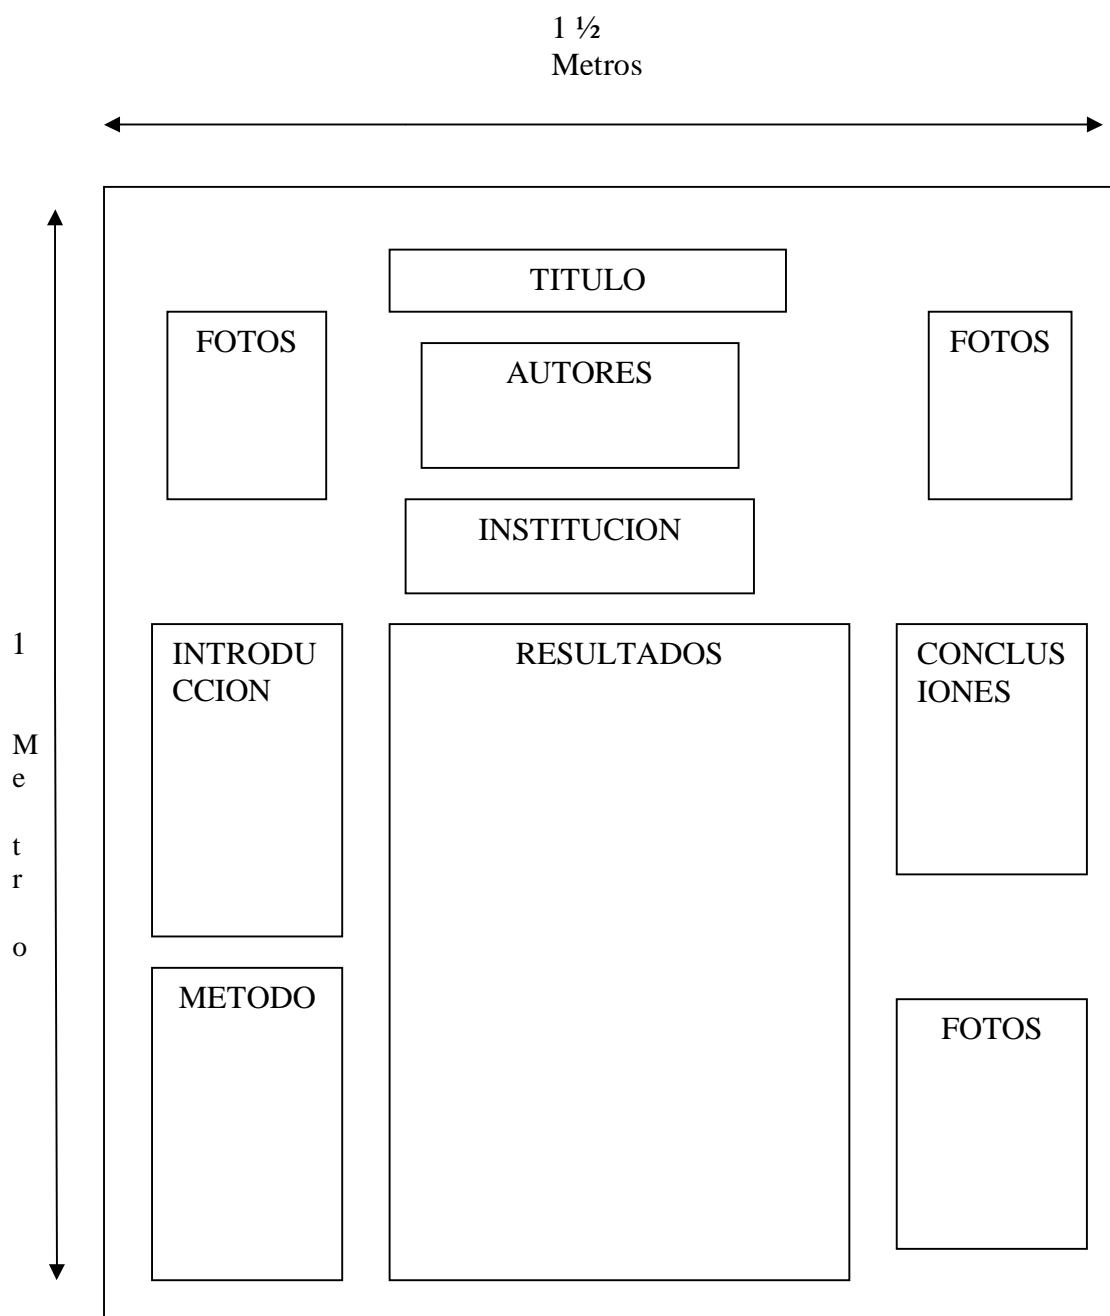 1 ½
Metros
TITULO
FOTOS
FOTOS
AUTORES
INSTITUCION
1
M
e
t
r
o
INTRODU
CCION
RESULTADOS
CONCLUS
IONES
METODO
FOTOS